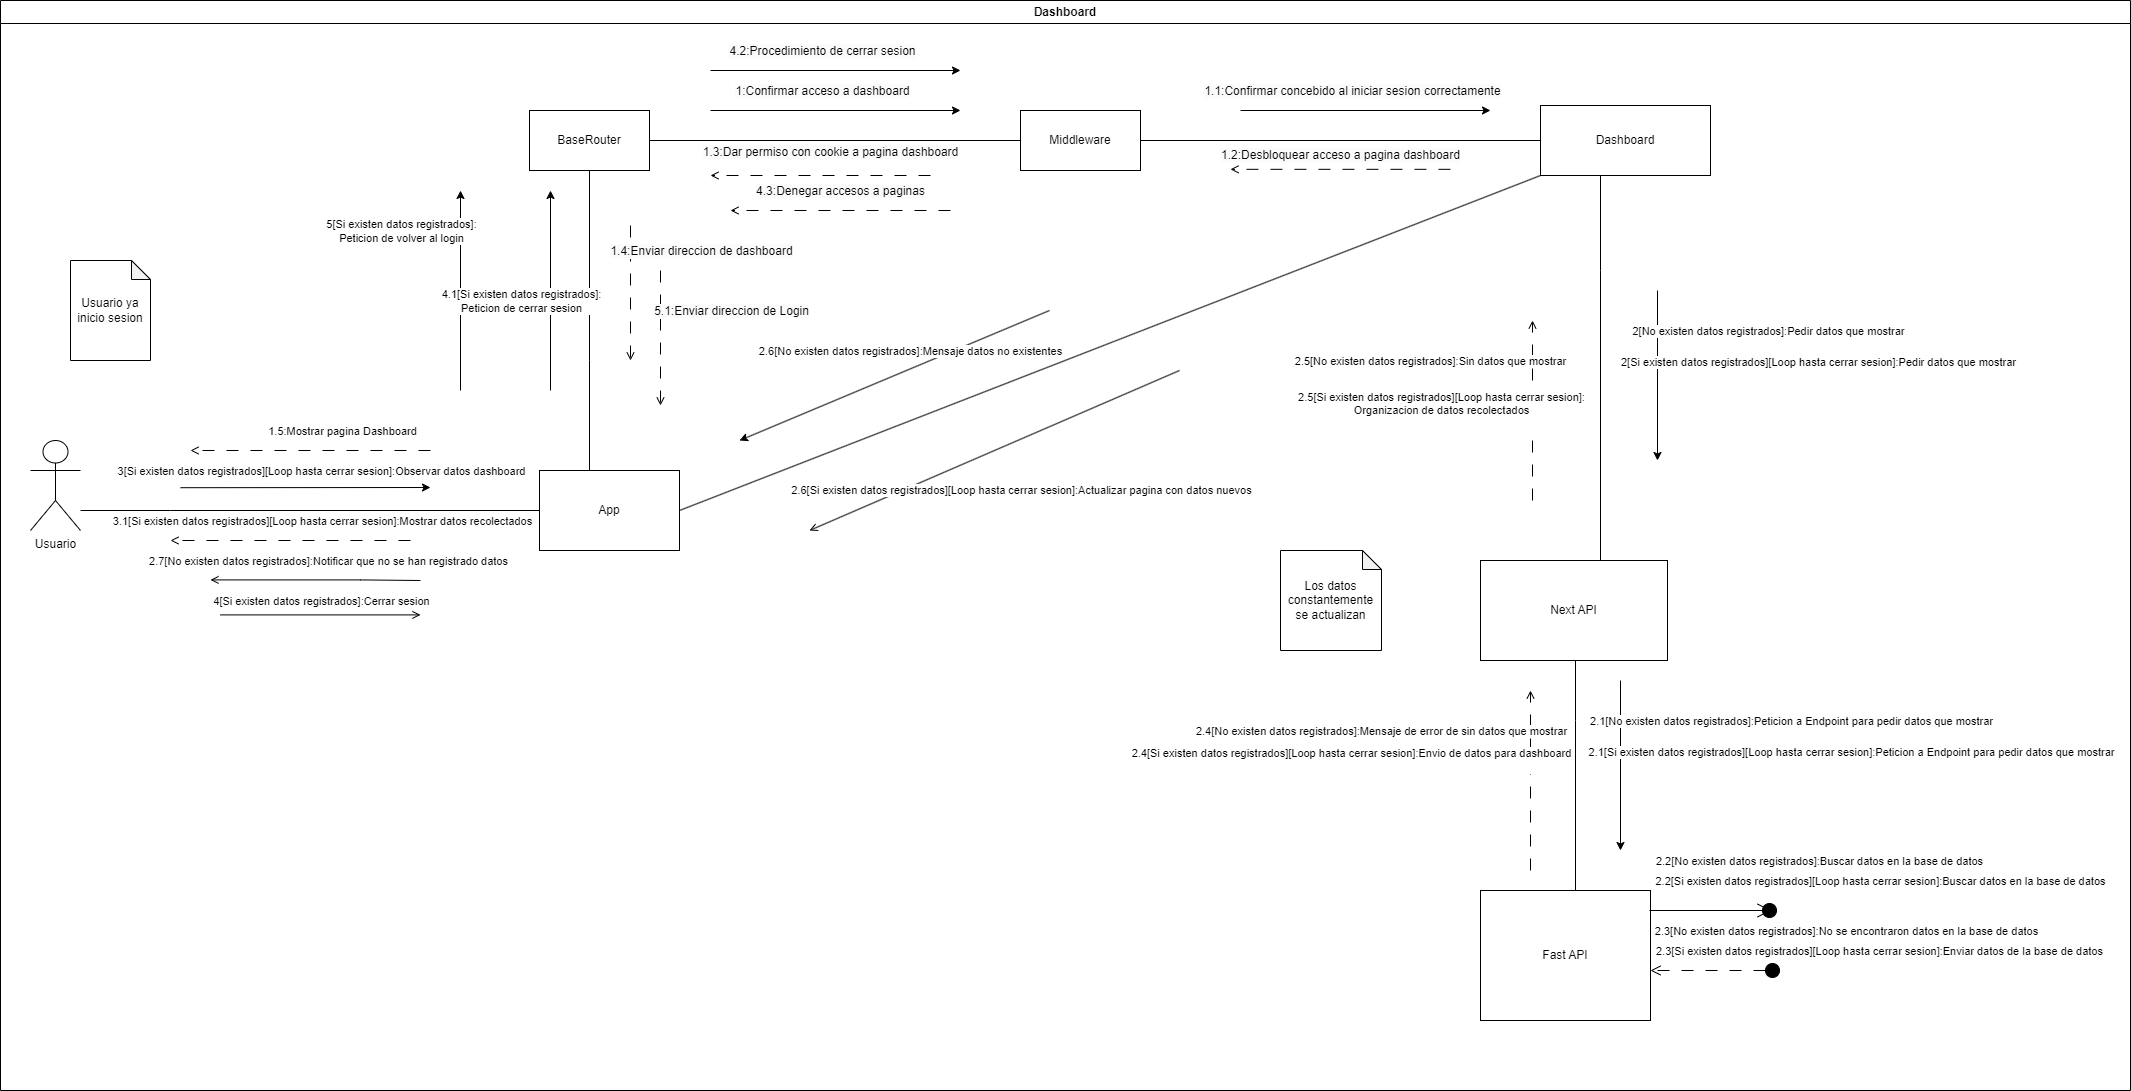 Dashboard
4.2:Procedimiento de cerrar sesion
1:Confirmar acceso a dashboard
1.1:Confirmar concebido al iniciar sesion correctamente
BaseRouter
Middleware
Dashboard
1.3:Dar permiso con cookie a pagina dashboard
1.2:Desbloquear acceso a pagina dashboard
4.3:Denegar accesos a paginas
5[Si existen datos registrados]:
Peticion de volver al login
1.4:Enviar direccion de dashboard
4.1[Si existen datos registrados]:
Peticion de cerrar sesion
5.1:Enviar direccion de Login
Usuario ya
inicio sesion
2.6[No existen datos registrados]:Mensaje datos no existentes
2[No existen datos registrados]:Pedir datos que mostrar
2.5[No existen datos registrados]:Sin datos que mostrar
2[Si existen datos registrados][Loop hasta cerrar sesion]:Pedir datos que mostrar
2.5[Si existen datos registrados][Loop hasta cerrar sesion]:
Organizacion de datos recolectados
1.5:Mostrar pagina Dashboard
3[Si existen datos registrados][Loop hasta cerrar sesion]:Observar datos dashboard
2.6[Si existen datos registrados][Loop hasta cerrar sesion]:Actualizar pagina con datos nuevos
App
3.1[Si existen datos registrados][Loop hasta cerrar sesion]:Mostrar datos recolectados
Usuario
2.7[No existen datos registrados]:Notificar que no se han registrado datos
4[Si existen datos registrados]:Cerrar sesion
Los datos
constantemente
se actualizan
Next API
2.4[No existen datos registrados]:Mensaje de error de sin datos que mostrar
2.1[No existen datos registrados]:Peticion a Endpoint para pedir datos que mostrar
2.4[Si existen datos registrados][Loop hasta cerrar sesion]:Envio de datos para dashboard
2.1[Si existen datos registrados][Loop hasta cerrar sesion]:Peticion a Endpoint para pedir datos que mostrar
2.2[No existen datos registrados]:Buscar datos en la base de datos
2.2[Si existen datos registrados][Loop hasta cerrar sesion]:Buscar datos en la base de datos
2.3[No existen datos registrados]:No se encontraron datos en la base de datos
2.3[Si existen datos registrados][Loop hasta cerrar sesion]:Enviar datos de la base de datos
Fast API